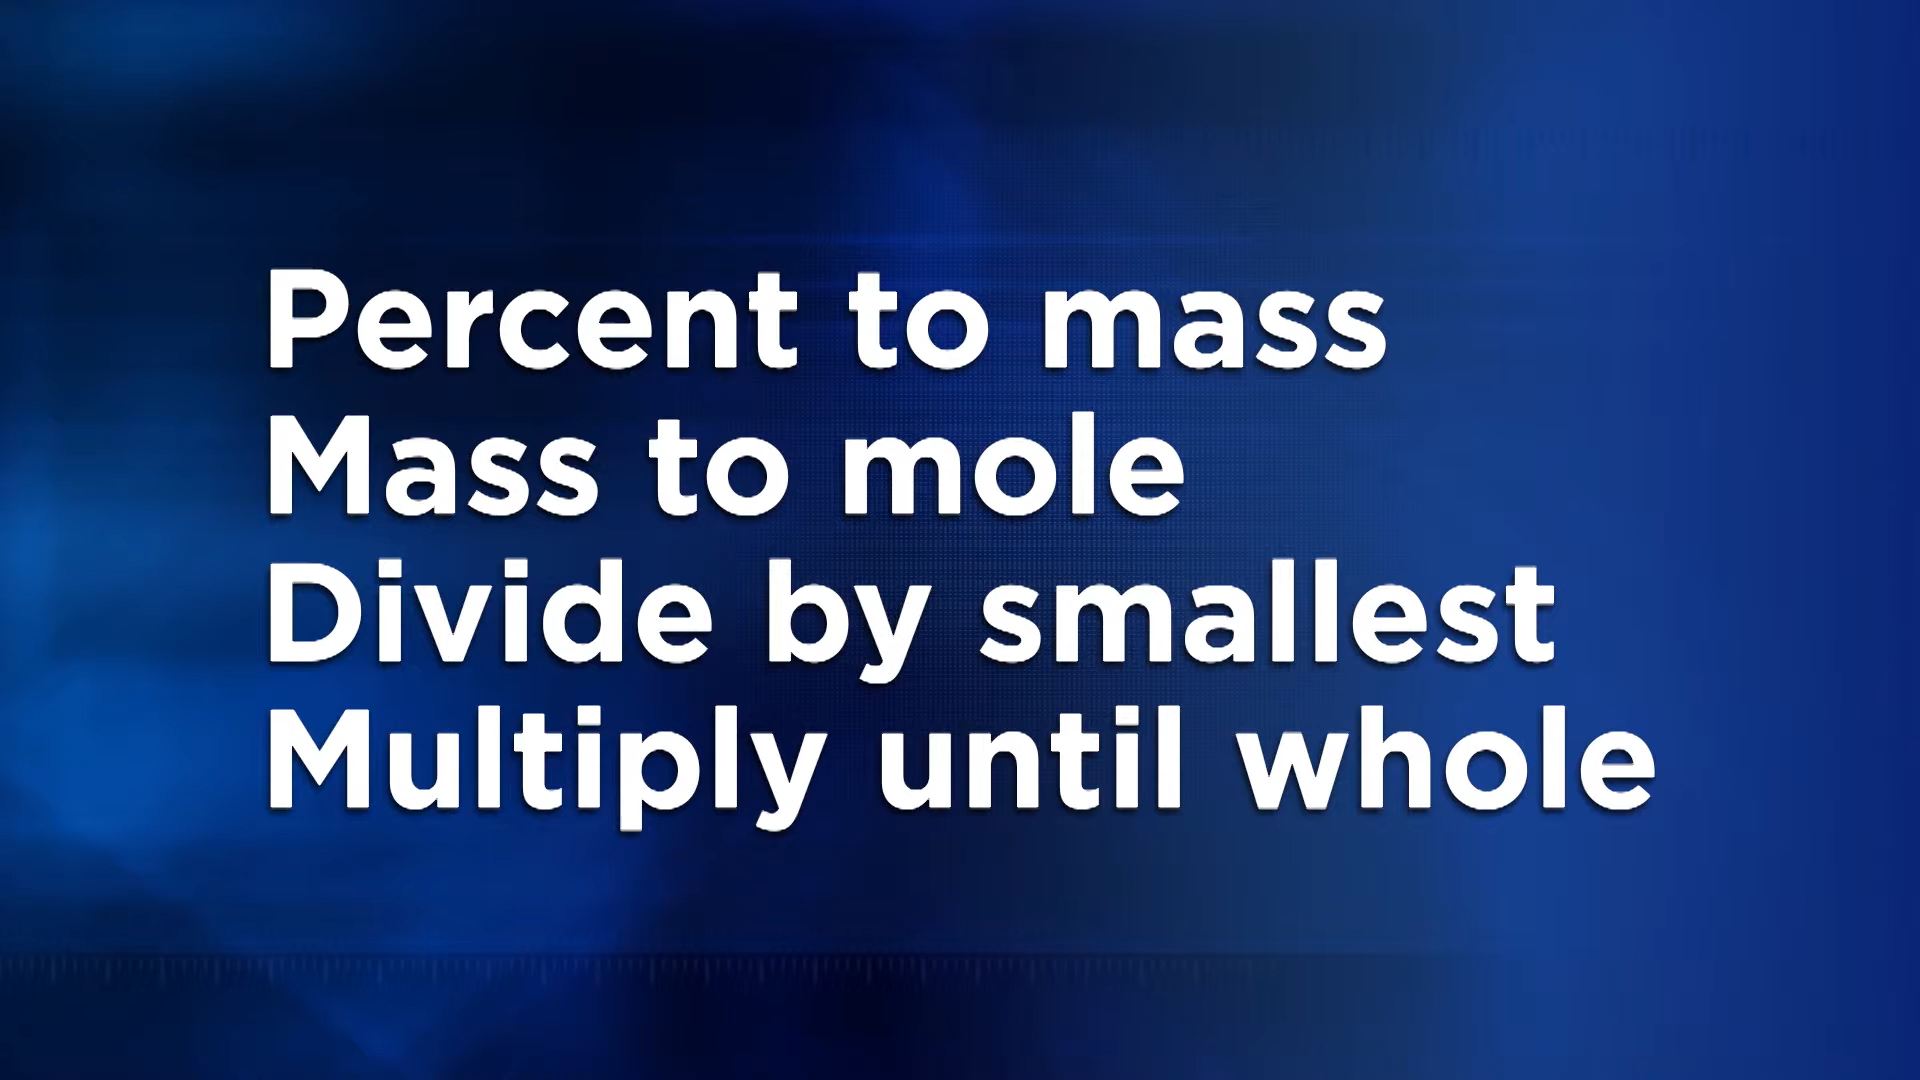 Percent to mass
Mass to mole
Divide by smallest
Multiply until whole